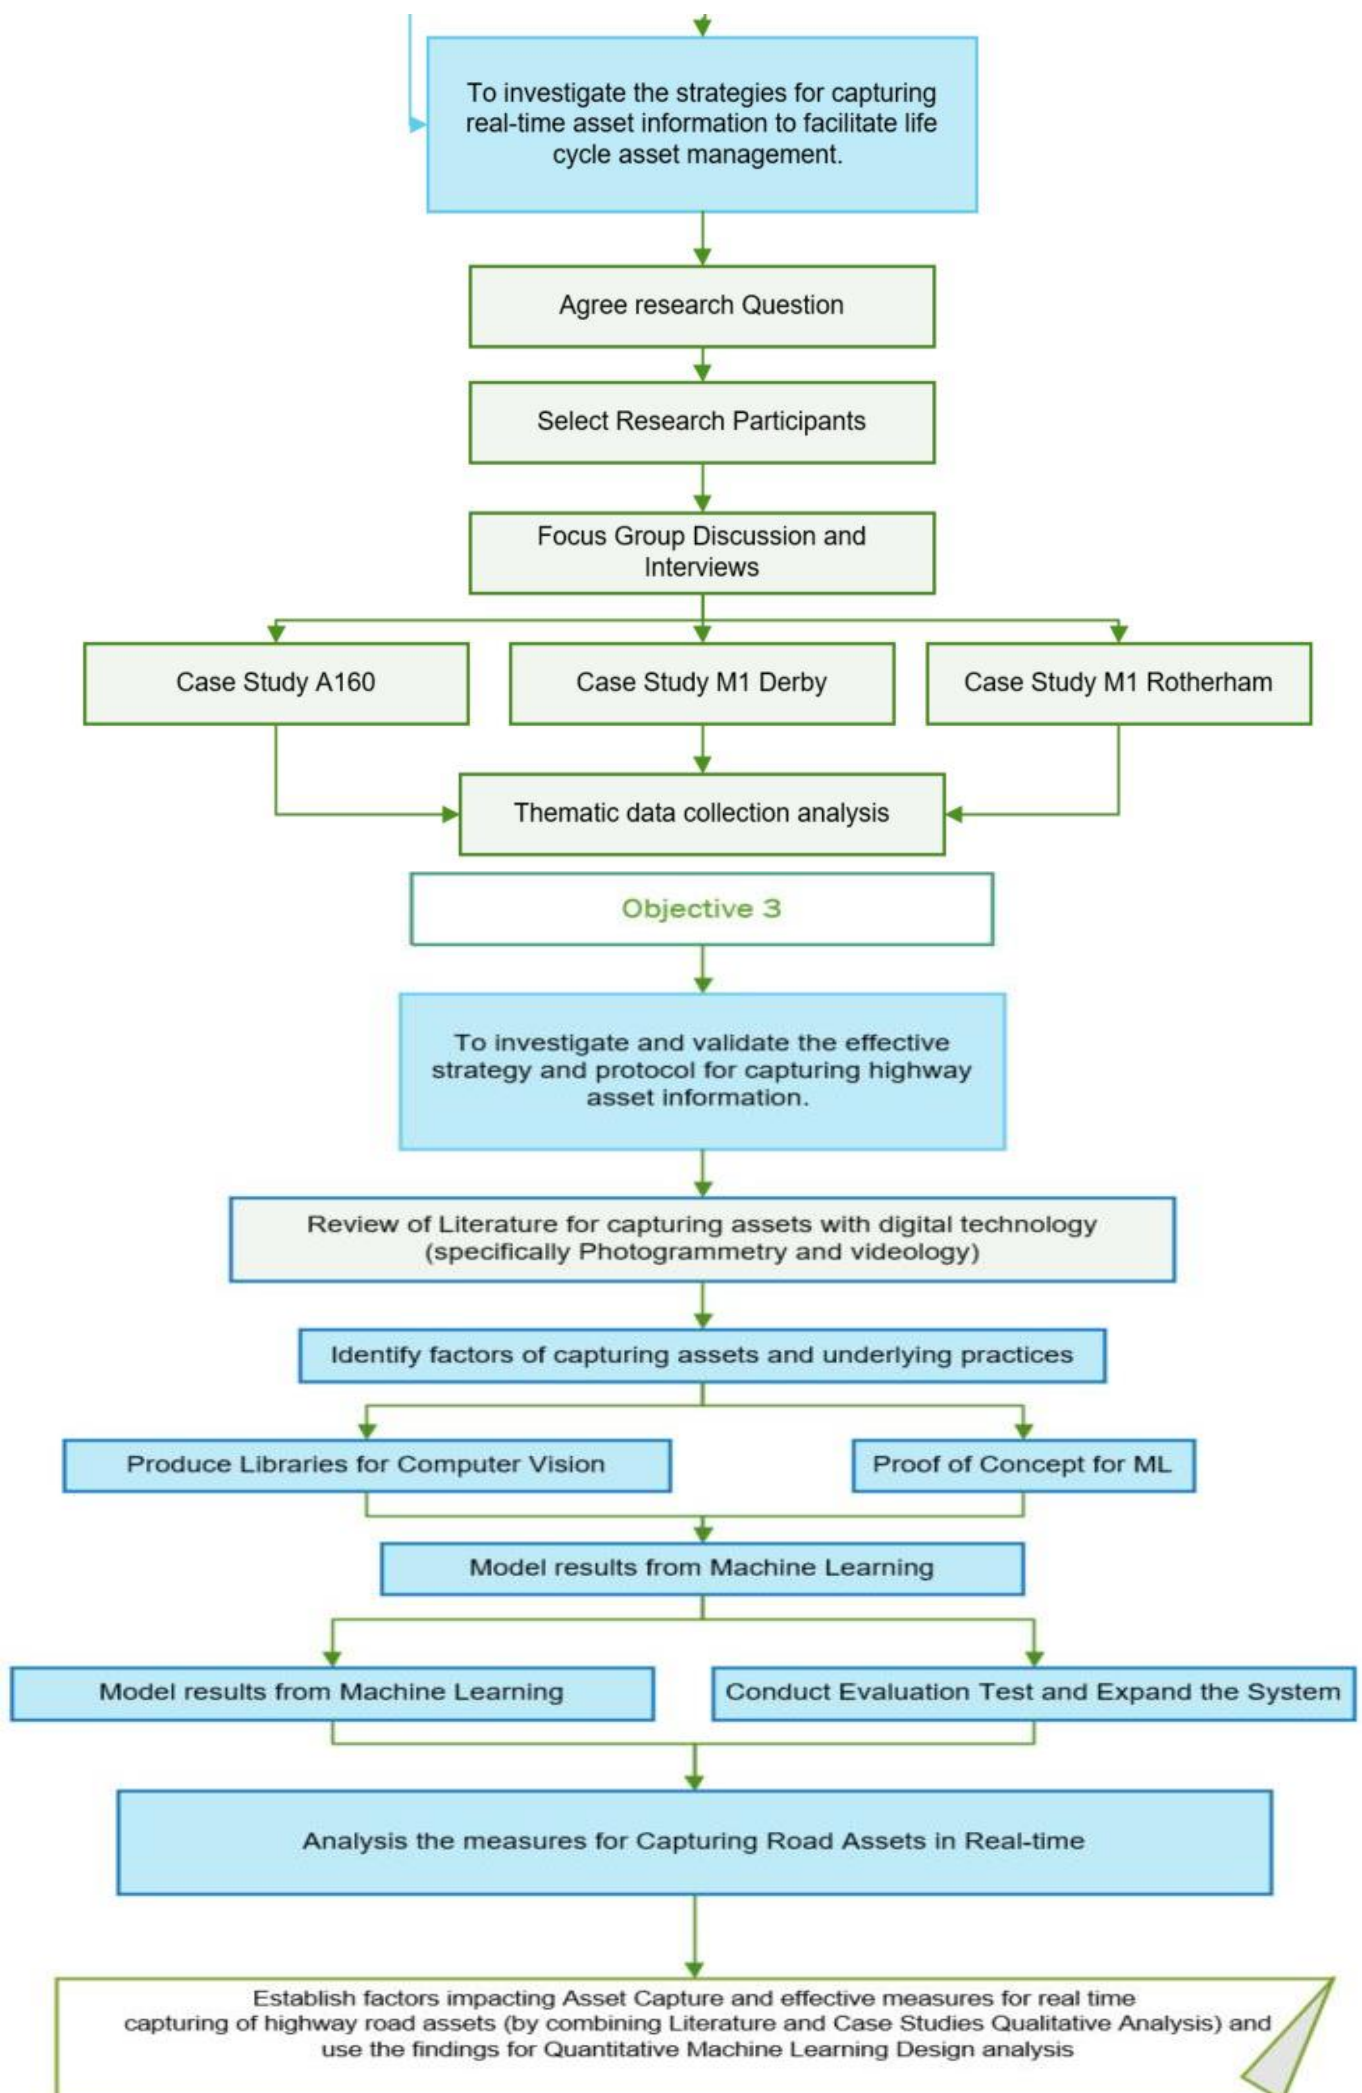 To investigate the strategies for capturing
real-time asset information to facilitate life
cycle asset management.
Agree research Question
Select Research Participants
Focus Group Discussion and
Interviews
Case Study A160
Case Study M1 Derby
Case Study M1 Rotherham
Thematic data collection analysis
Objective 3
To investigate and validate the effective
strategy and protocol for capturing highway
asset information.
Review of Literature for capturing assets with digital technology
(specifically Photogrammetry and videology)
Identify factors of capturing assets and underlying practices
Produce Libraries for Computer Vision
Proof of Concept for ML
Model results from Machine Learning
Model results from Machine Learning
Conduct Evaluation Test and Expand the System
Analysis the measures for Capturing Road Assets in Real-time
Establish factors impacting Asset Capture and effective measures for real time
capturing of highway road assets (by combining Literature and Case Studies Qualitative Analysis) and
use the findings for Quantitative Machine Learning Design analysis